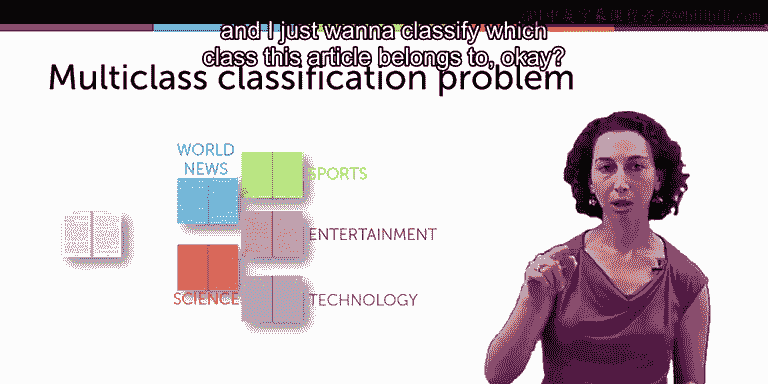 and I just wanna classify which
class this article belongs to, okay?
Multiclass classification problem
WORLD
NEWS
SPORTS
ENTERTAINMENT
SCIENCE
TECHNOLOGY